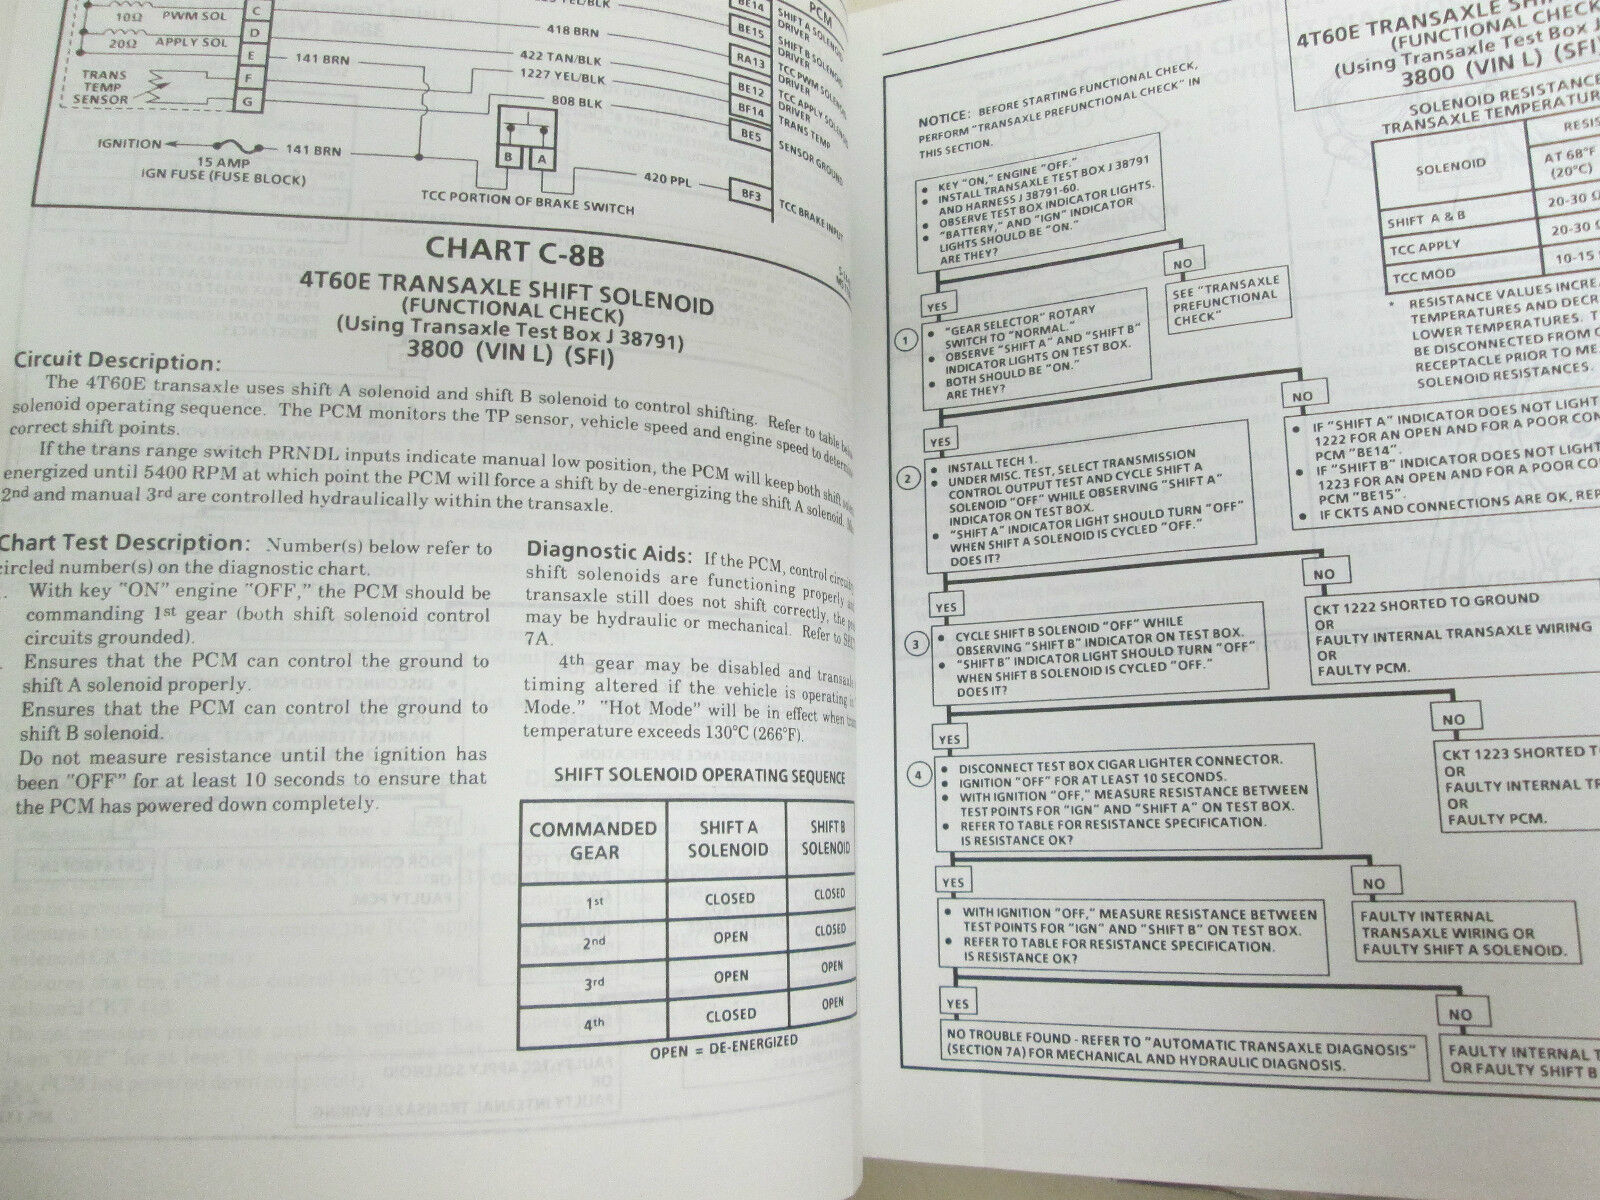 10Ω PWM SOL
20Ω APPLY SOL
C
D
E
F
G
TRANS
TEMP
SENSOR
141 BRN
YEL/BLK
418 BRN
422 TAN/BLK
1227 YEL/BLK
808 BLK
IGNITION
15 AMP
IGN FUSE (FUSE BLOCK)
141 BRN
B A
TCC PORTION OF BRAKE SWITCH
420 PPL
BE14
BE15
RA13
BE12
BF14
BE5
BF3
PCM
SHIFT A SOLENOID
DRIVER
SHIFT B SOLENOID
DRIVER
TCC PWM SOLENOID
DRIVER
TCC APPLY SOLENOID
DRIVER
TRANS TEMP
SENSOR GROUND
TCC BRAKE INPUT
CHART C-8B
4T60E TRANSAXLE SHIFT SOLENOID
(FUNCTIONAL CHECK)
(Using Transaxle Test Box J 38791)
3800 (VIN L) (SFI)
Circuit Description:
The 4T60E transaxle uses shift A solenoid and shift B solenoid to control shifting. Refer to table below
solenoid operating sequence. The PCM monitors the TP sensor, vehicle speed and engine speed to
correct shift points.
If the trans range switch PRNDL inputs indicate manual low position, the PCM will keep both shift
energized until 5400 RPM at which point the PCM will force a shift by de-energizing the shift A solenoid.
2nd and manual 3rd are controlled hydraulically within the transaxle.
Chart Test Description: Number(s) below refer to
circled number(s) on the diagnostic chart.
With key "ON" engine "OFF," the PCM should be
commanding 1st gear (both shift solenoid control
circuits grounded).
Ensures that the PCM can control the ground to
shift A solenoid properly.
Ensures that the PCM can control the ground to
shift B solenoid.
Do not measure resistance until the ignition has
been "OFF" for at least 10 seconds to ensure that
the PCM has powered down completely.
Diagnostic Aids: If the PCM, control
shift solenoids are functioning properly
transaxle still does not shift correctly, the
may be hydraulic or mechanical. Refer to
7A.
4th gear may be disabled and
timing altered if the vehicle is operating
Mode." "Hot Mode" will be in effect when
temperature exceeds 130°C (266°F).
SHIFT SOLENOID OPERATING SEQUENCE
COMMANDED GEAR SHIFT A SOLENOID SHIFT B SOLENOID
1st CLOSED CLOSED
2nd OPEN CLOSED
3rd OPEN OPEN
4th CLOSED OPEN
OPEN = DE-ENERGIZED
4T60E TRANSAXLE
(FUNCTIONAL CHECK)
(Using Transaxle Test Box
3800 (VIN L) (SFI)
NOTICE: BEFORE STARTING FUNCTIONAL CHECK,
PERFORM "TRANSAXLE PREFUNCTIONAL CHECK" IN
THIS SECTION.
• KEY "ON," ENGINE "OFF."
• INSTALL TRANSAXLE TEST BOX J 38791
AND HARNESS J 38791-60.
• OBSERVE TEST BOX INDICATOR LIGHTS.
• "BATTERY," AND "IGN" INDICATOR
LIGHTS SHOULD BE "ON."
ARE THEY?
YES
NO
SEE "TRANSAXLE
PREFUNCTIONAL
CHECK"
SOLENOID RESISTANCE
TRANSAXLE
SOLENOID
AT 68°F
(20°C)
SHIFT A & B 20-30 Ω
TCC APPLY 20-30 Ω
TCC MOD 10-15
* RESISTANCE VALUES
TEMPERATURES AND
LOWER TEMPERATURES.
BE DISCONNECTED FROM
RECEPTACLE PRIOR TO
SOLENOID RESISTANCES.
1
• "GEAR SELECTOR" ROTARY
SWITCH TO "NORMAL."
• OBSERVE "SHIFT A" AND "SHIFT B"
INDICATOR LIGHTS ON TEST BOX.
• BOTH SHOULD BE "ON."
ARE THEY?
YES
NO
• IF "SHIFT A" INDICATOR DOES NOT LIGHT
1222 FOR AN OPEN AND FOR A POOR
PCM "BE14".
• IF "SHIFT B" INDICATOR DOES NOT LIGHT
1223 FOR AN OPEN AND FOR A POOR
PCM "BE15".
• IF CKTS AND CONNECTIONS ARE OK,
2
• INSTALL TECH 1.
• UNDER MISC. TEST, SELECT TRANSMISSION
CONTROL OUTPUT TEST AND CYCLE SHIFT A
SOLENOID "OFF" WHILE OBSERVING "SHIFT A"
INDICATOR ON TEST BOX.
• "SHIFT A" INDICATOR LIGHT SHOULD TURN "OFF"
WHEN SHIFT A SOLENOID IS CYCLED "OFF."
DOES IT?
YES
NO
CKT 1222 SHORTED TO GROUND
OR
FAULTY INTERNAL TRANSAXLE WIRING
OR
FAULTY PCM.
3
• CYCLE SHIFT B SOLENOID "OFF" WHILE
OBSERVING "SHIFT B" INDICATOR ON TEST BOX.
• "SHIFT B" INDICATOR LIGHT SHOULD TURN "OFF"
WHEN SHIFT B SOLENOID IS CYCLED "OFF."
DOES IT?
YES
NO
CKT 1223 SHORTED
OR
FAULTY INTERNAL
OR
FAULTY PCM.
4
• DISCONNECT TEST BOX CIGAR LIGHTER CONNECTOR.
• IGNITION "OFF" FOR AT LEAST 10 SECONDS.
• WITH IGNITION "OFF," MEASURE RESISTANCE BETWEEN
TEST POINTS FOR "IGN" AND "SHIFT A" ON TEST BOX.
• REFER TO TABLE FOR RESISTANCE SPECIFICATION.
IS RESISTANCE OK?
YES
NO
FAULTY INTERNAL
TRANSAXLE WIRING OR
FAULTY SHIFT A SOLENOID.
• WITH IGNITION "OFF," MEASURE RESISTANCE BETWEEN
TEST POINTS FOR "IGN" AND "SHIFT B" ON TEST BOX.
• REFER TO TABLE FOR RESISTANCE SPECIFICATION.
IS RESISTANCE OK?
YES
NO
NO TROUBLE FOUND - REFER TO "AUTOMATIC TRANSAXLE DIAGNOSIS"
(SECTION 7A) FOR MECHANICAL AND HYDRAULIC DIAGNOSIS.
FAULTY INTERNAL
OR FAULTY SHIFT B